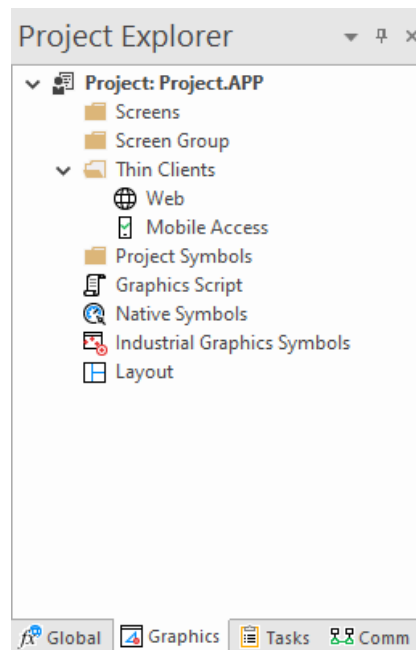 Project Explorer
Project: Project.APP
Screens
Screen Group
Thin Clients
Web
Mobile Access
Project Symbols
Graphics Script
Native Symbols
Industrial Graphics Symbols
Layout
Global Graphics Tasks Comm